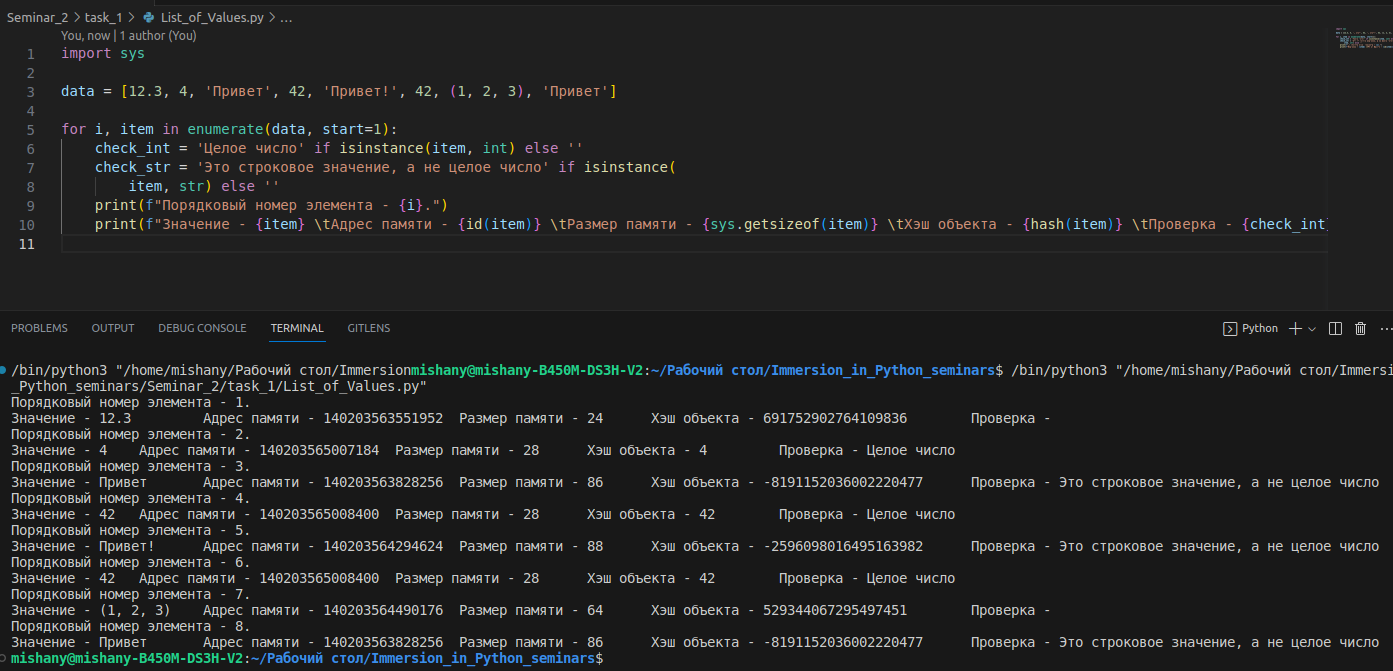 Seminar_2 > task_1 > List_of_Values.py > ...
You, now | 1 author (You)
1 import sys
2
3 data = [12.3, 4, 'Привет', 42, 'Привет!', 42, (1, 2, 3), 'Привет']
4
5 for i, item in enumerate(data, start=1):
6     check_int = 'Целое число' if isinstance(item, int) else ''
7     check_str = 'Это строковое значение, а не целое число' if isinstance(
8         item, str) else ''
9     print(f"Порядковый номер элемента - {i}.")
10     print(f"Значение - {item} \tАдрес памяти - {id(item)} \tРазмер памяти - {sys.getsizeof(item)} \tХэш объекта - {hash(item)} \tПроверка - {check_int}
11
PROBLEMS OUTPUT DEBUG CONSOLE TERMINAL GITLENS Python
/bin/python3 "/home/mishany/Рабочий стол/Immersionmishany@mishany-B450M-DS3H-V2:~/Рабочий стол/Immersion_in_Python_seminars$ /bin/python3 "/home/mishany/Рабочий стол/Immersi
_Python_seminars/Seminar_2/task_1/List_of_Values.py"
Порядковый номер элемента - 1.
Значение - 12.3 Адрес памяти - 140203563551952 Размер памяти - 24 Хэш объекта - 691752902764109836 Проверка -
Порядковый номер элемента - 2.
Значение - 4 Адрес памяти - 140203565007184 Размер памяти - 28 Хэш объекта - 4 Проверка - Целое число
Порядковый номер элемента - 3.
Значение - Привет Адрес памяти - 140203563828256 Размер памяти - 86 Хэш объекта - -8191152036002220477 Проверка - Это строковое значение, а не целое число
Порядковый номер элемента - 4.
Значение - 42 Адрес памяти - 140203565008400 Размер памяти - 28 Хэш объекта - 42 Проверка - Целое число
Порядковый номер элемента - 5.
Значение - Привет! Адрес памяти - 140203564294624 Размер памяти - 88 Хэш объекта - -2596098016495163982 Проверка - Это строковое значение, а не целое число
Порядковый номер элемента - 6.
Значение - 42 Адрес памяти - 140203565008400 Размер памяти - 28 Хэш объекта - 42 Проверка - Целое число
Порядковый номер элемента - 7.
Значение - (1, 2, 3) Адрес памяти - 140203564490176 Размер памяти - 64 Хэш объекта - 529344067295497451 Проверка -
Порядковый номер элемента - 8.
Значение - Привет Адрес памяти - 140203563828256 Размер памяти - 86 Хэш объекта - -8191152036002220477 Проверка - Это строковое значение, а не целое число
mishany@mishany-B450M-DS3H-V2:~/Рабочий стол/Immersion_in_Python_seminars$